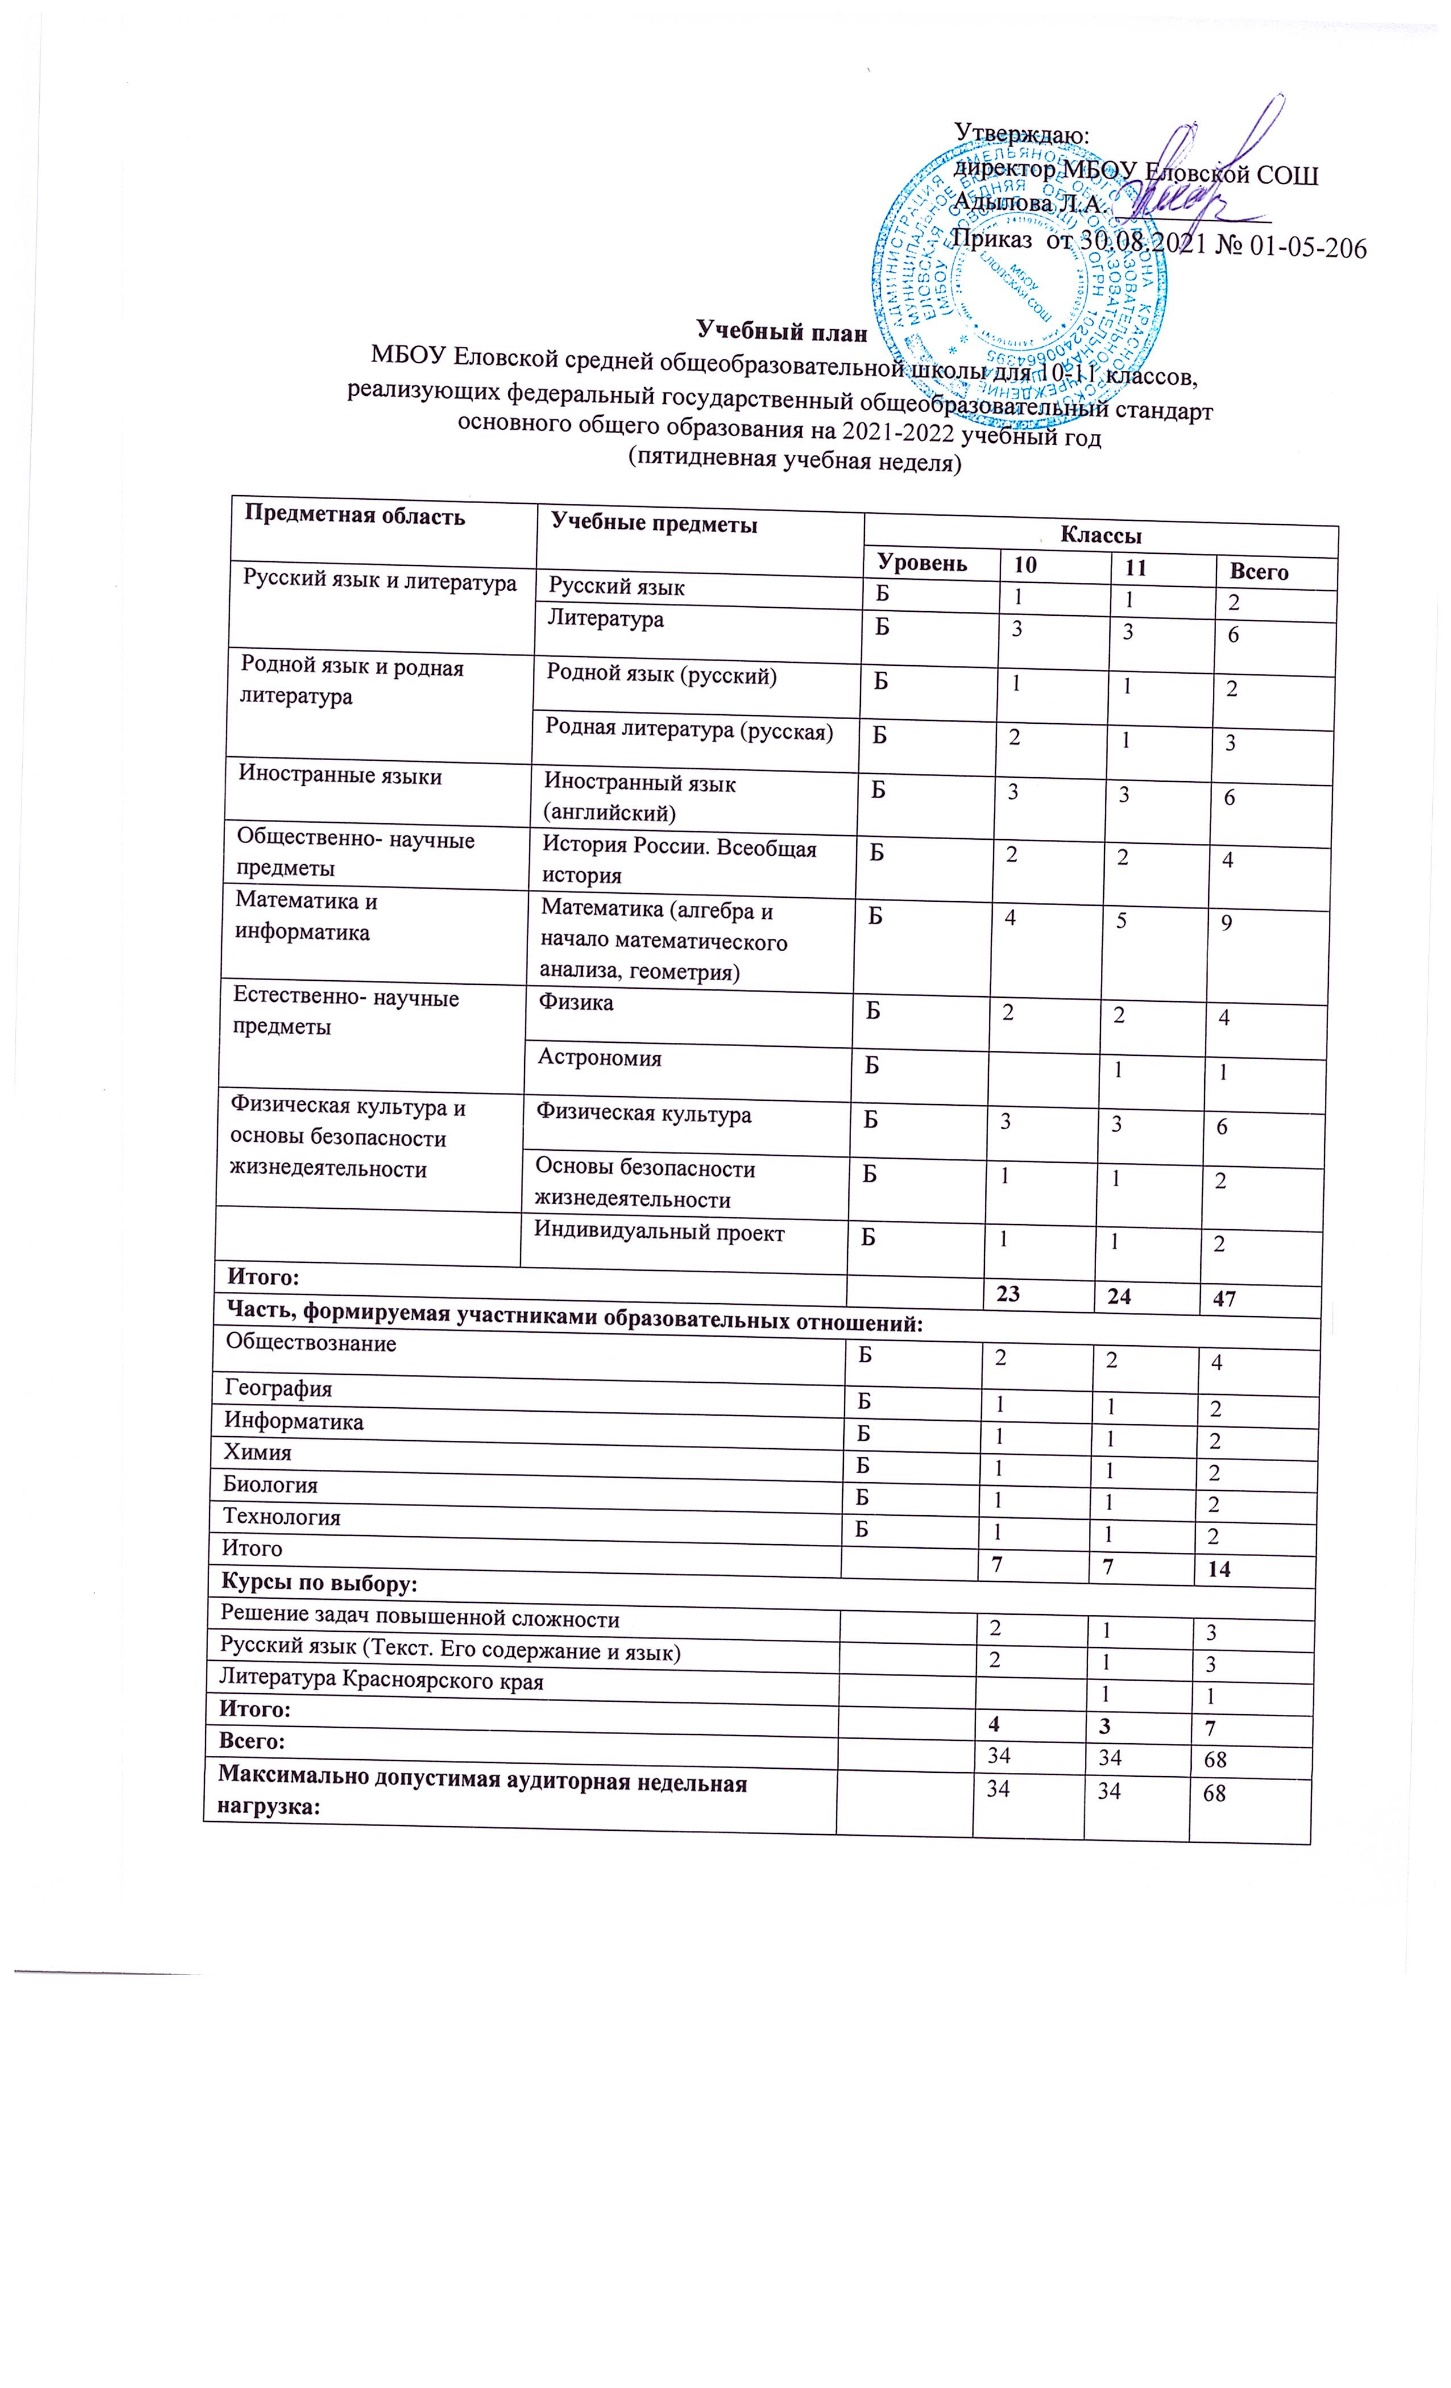 Утверждаю:
директор МБОУ Еловской СОШ
Адылова Л.А. ___________
Приказ от 30.08.2021 № 01-05-206
МБОУ
ЕЛОВСКАЯ СОШ
Учебный план
МБОУ Еловской средней общеобразовательной школы для 10-11 классов,
реализующих федеральный государственный общеобразовательный стандарт
основного общего образования на 2021-2022 учебный год
(пятидневная учебная неделя)
Предметная область Учебные предметы Классы
Уровень 10 11 Всего
Русский язык и литература Русский язык Б 1 1 2
Литература Б 3 3 6
Родной язык и родная
литература
Родной язык (русский) Б 1 1 2
Родная литература (русская) Б 2 1 3
Иностранные языки Иностранный язык
(английский)
Б 3 3 6
Общественно- научные
предметы
История России. Всеобщая
история
Б 2 2 4
Математика и
информатика
Математика (алгебра и
начало математического
анализа, геометрия)
Б 4 5 9
Естественно- научные
предметы
Физика Б 2 2 4
Астрономия Б 1 1
Физическая культура и
основы безопасности
жизнедеятельности
Физическая культура Б 3 3 6
Основы безопасности
жизнедеятельности
Б 1 1 2
Индивидуальный проект Б 1 1 2
Итого: 23 24 47
Часть, формируемая участниками образовательных отношений:
Обществознание Б 2 2 4
География Б 1 1 2
Информатика Б 1 1 2
Химия Б 1 1 2
Биология Б 1 1 2
Технология Б 1 1 2
Итого 7 7 14
Курсы по выбору:
Решение задач повышенной сложности 2 1 3
Русский язык (Текст. Его содержание и язык) 2 1 3
Литература Красноярского края 1 1
Итого: 4 3 7
Всего: 34 34 68
Максимально допустимая аудиторная недельная
нагрузка:
34 34 68